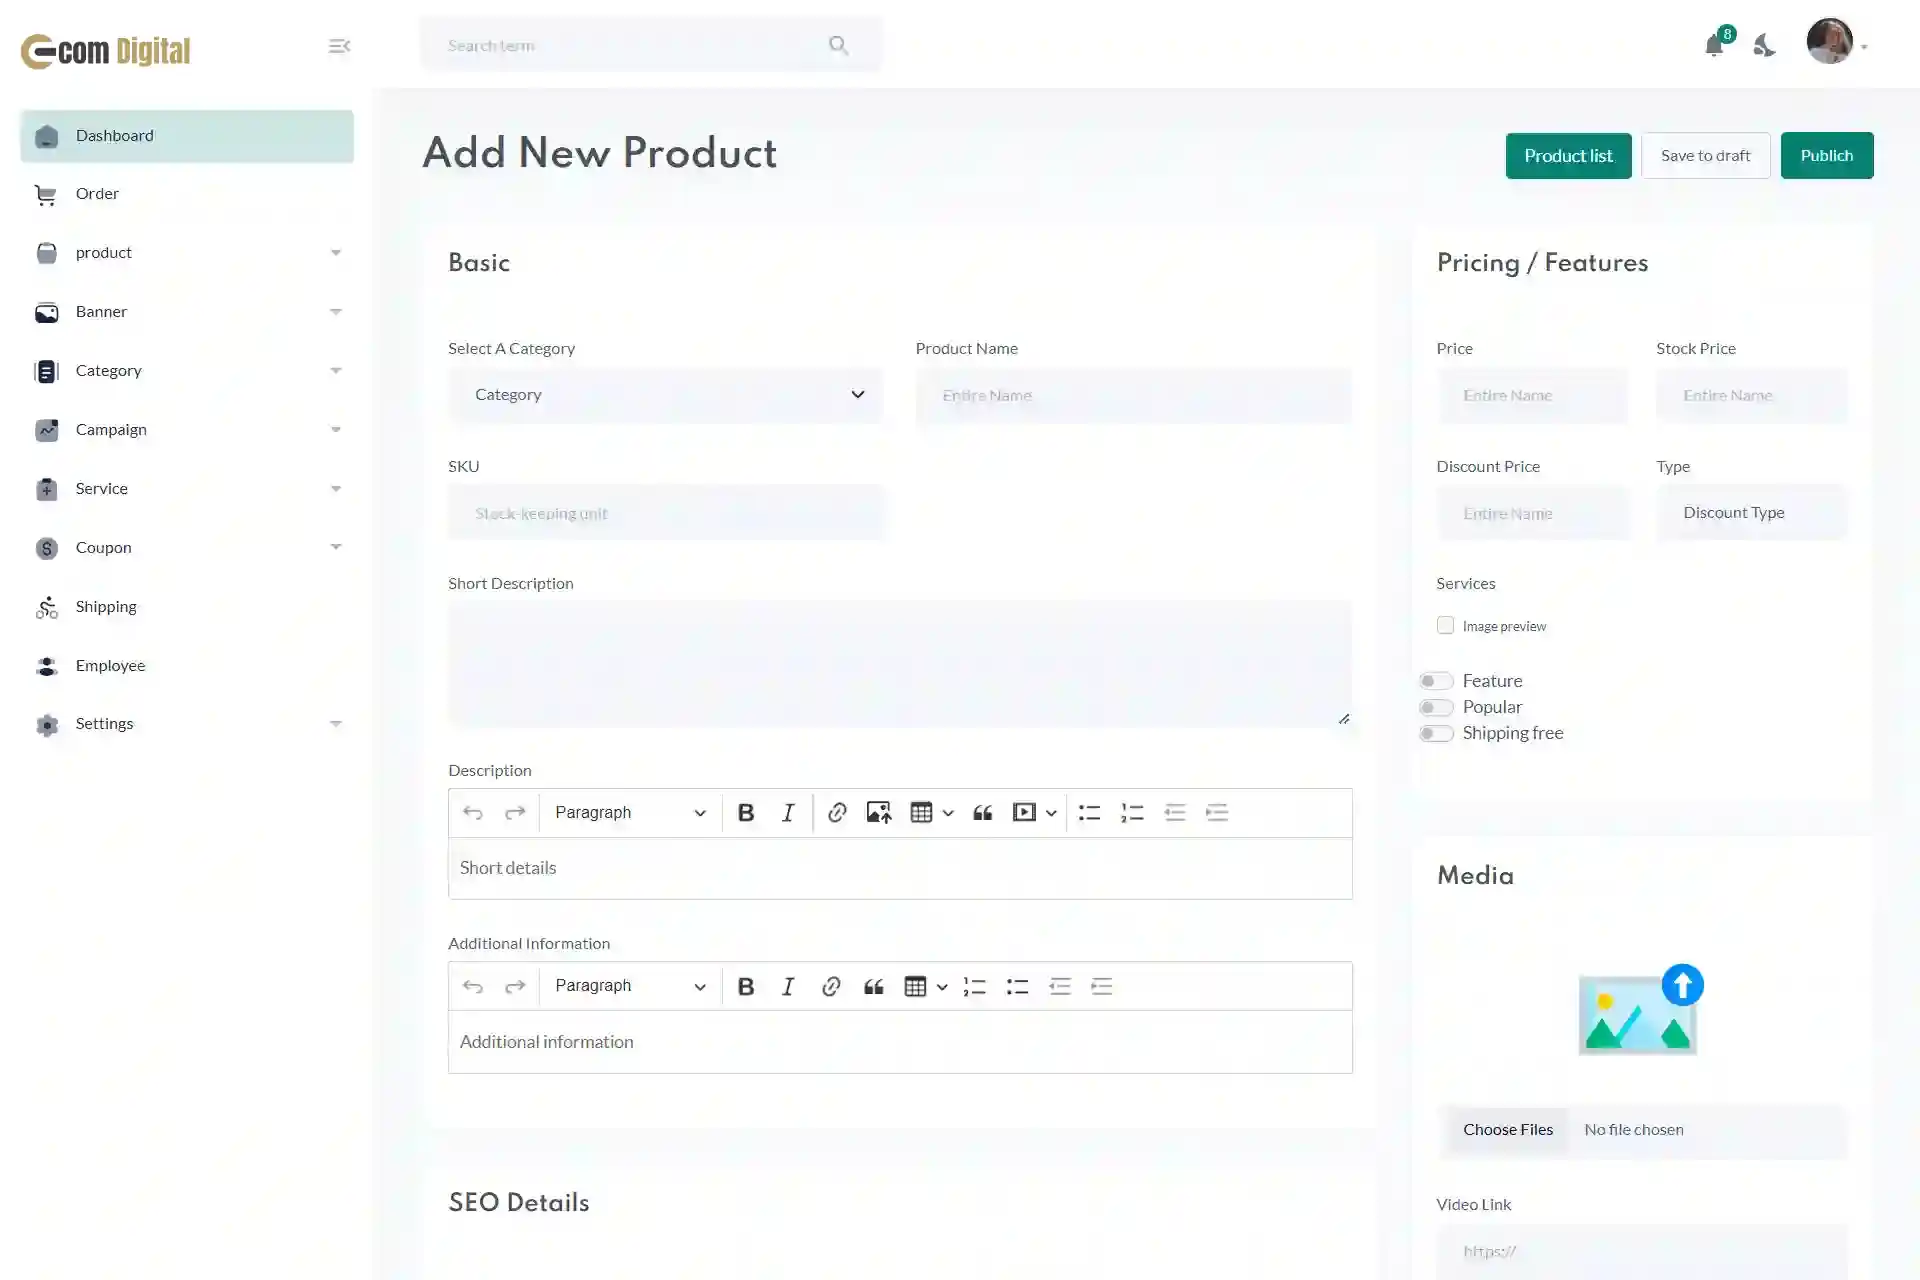 com Digital
Search term
8
Dashboard
Order
product
Banner
Category
Campaign
Service
Coupon
Shipping
Employee
Settings
Add New Product
Product list
Save to draft
Publish
Basic
Select A Category
Product Name
Category
Entire Name
SKU
Stock-keeping unit
Short Description
Description
Paragraph
Short details
Additional Information
Paragraph
Additional information
SEO Details
Pricing / Features
Price
Stock Price
Entire Name
Entire Name
Discount Price
Type
Entire Name
Discount Type
Services
Image preview
Feature
Popular
Shipping free
Media
Choose Files
No file chosen
Video Link
https://